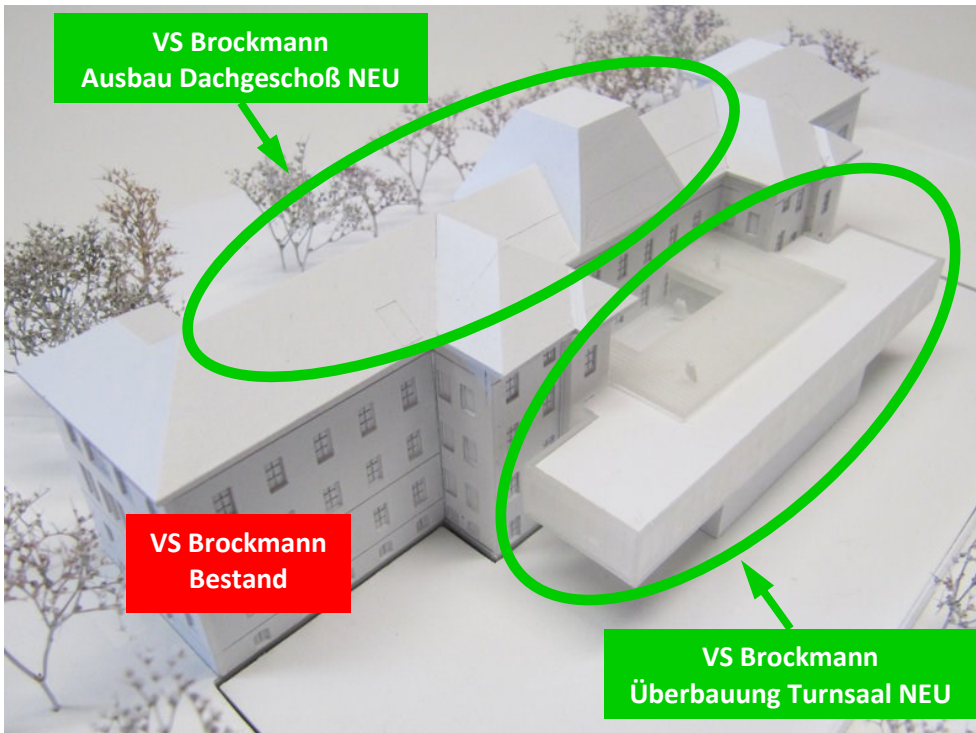 VS Brockmann
Ausbau Dachgeschoß NEU
VS Brockmann
Bestand
VS Brockmann
Überbauung Turnsaal NEU